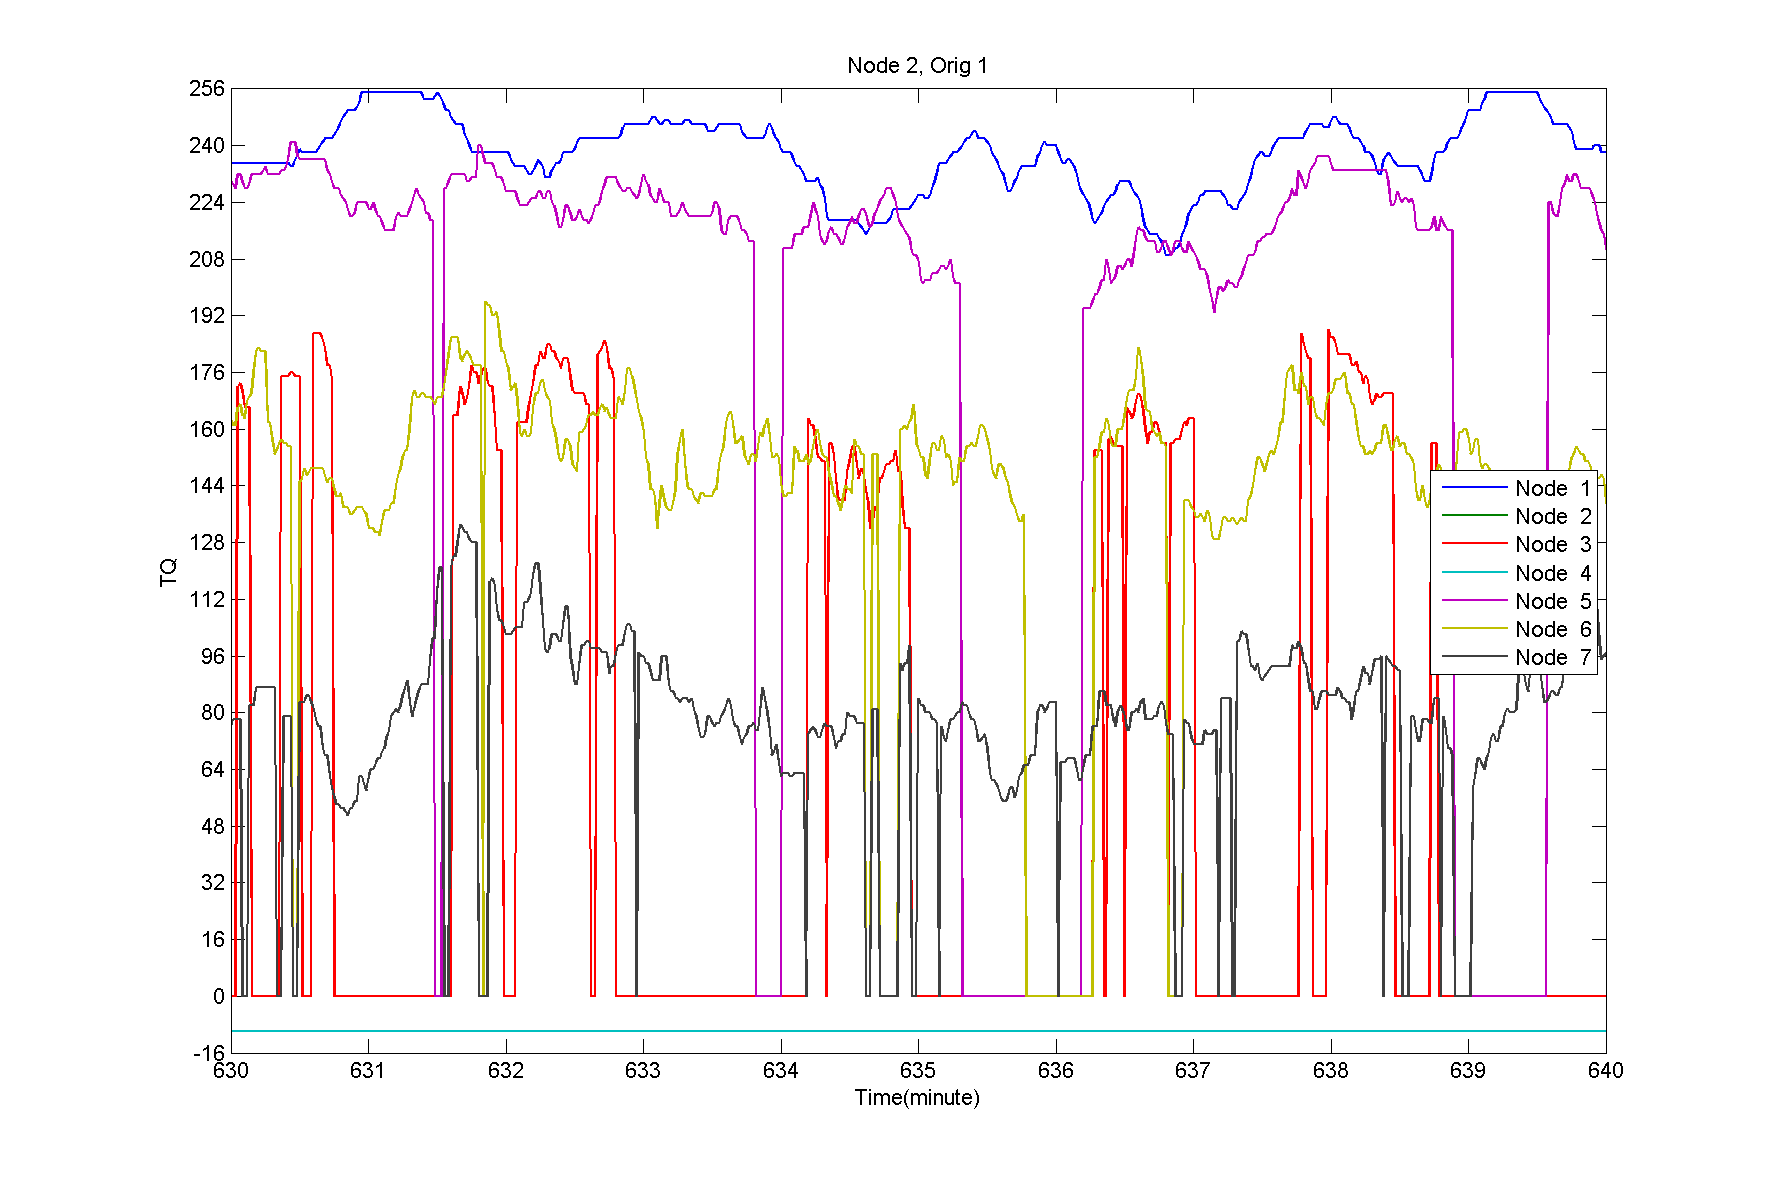 Node 2, Orig 1
256
240
224
208
192
176
160
144
128
112
96
80
64
48
32
16
0
-16
TQ
630 631 632 633 634 635 636 637 638 639 640
Time(minute)
Node 1
Node 2
Node 3
Node 4
Node 5
Node 6
Node 7